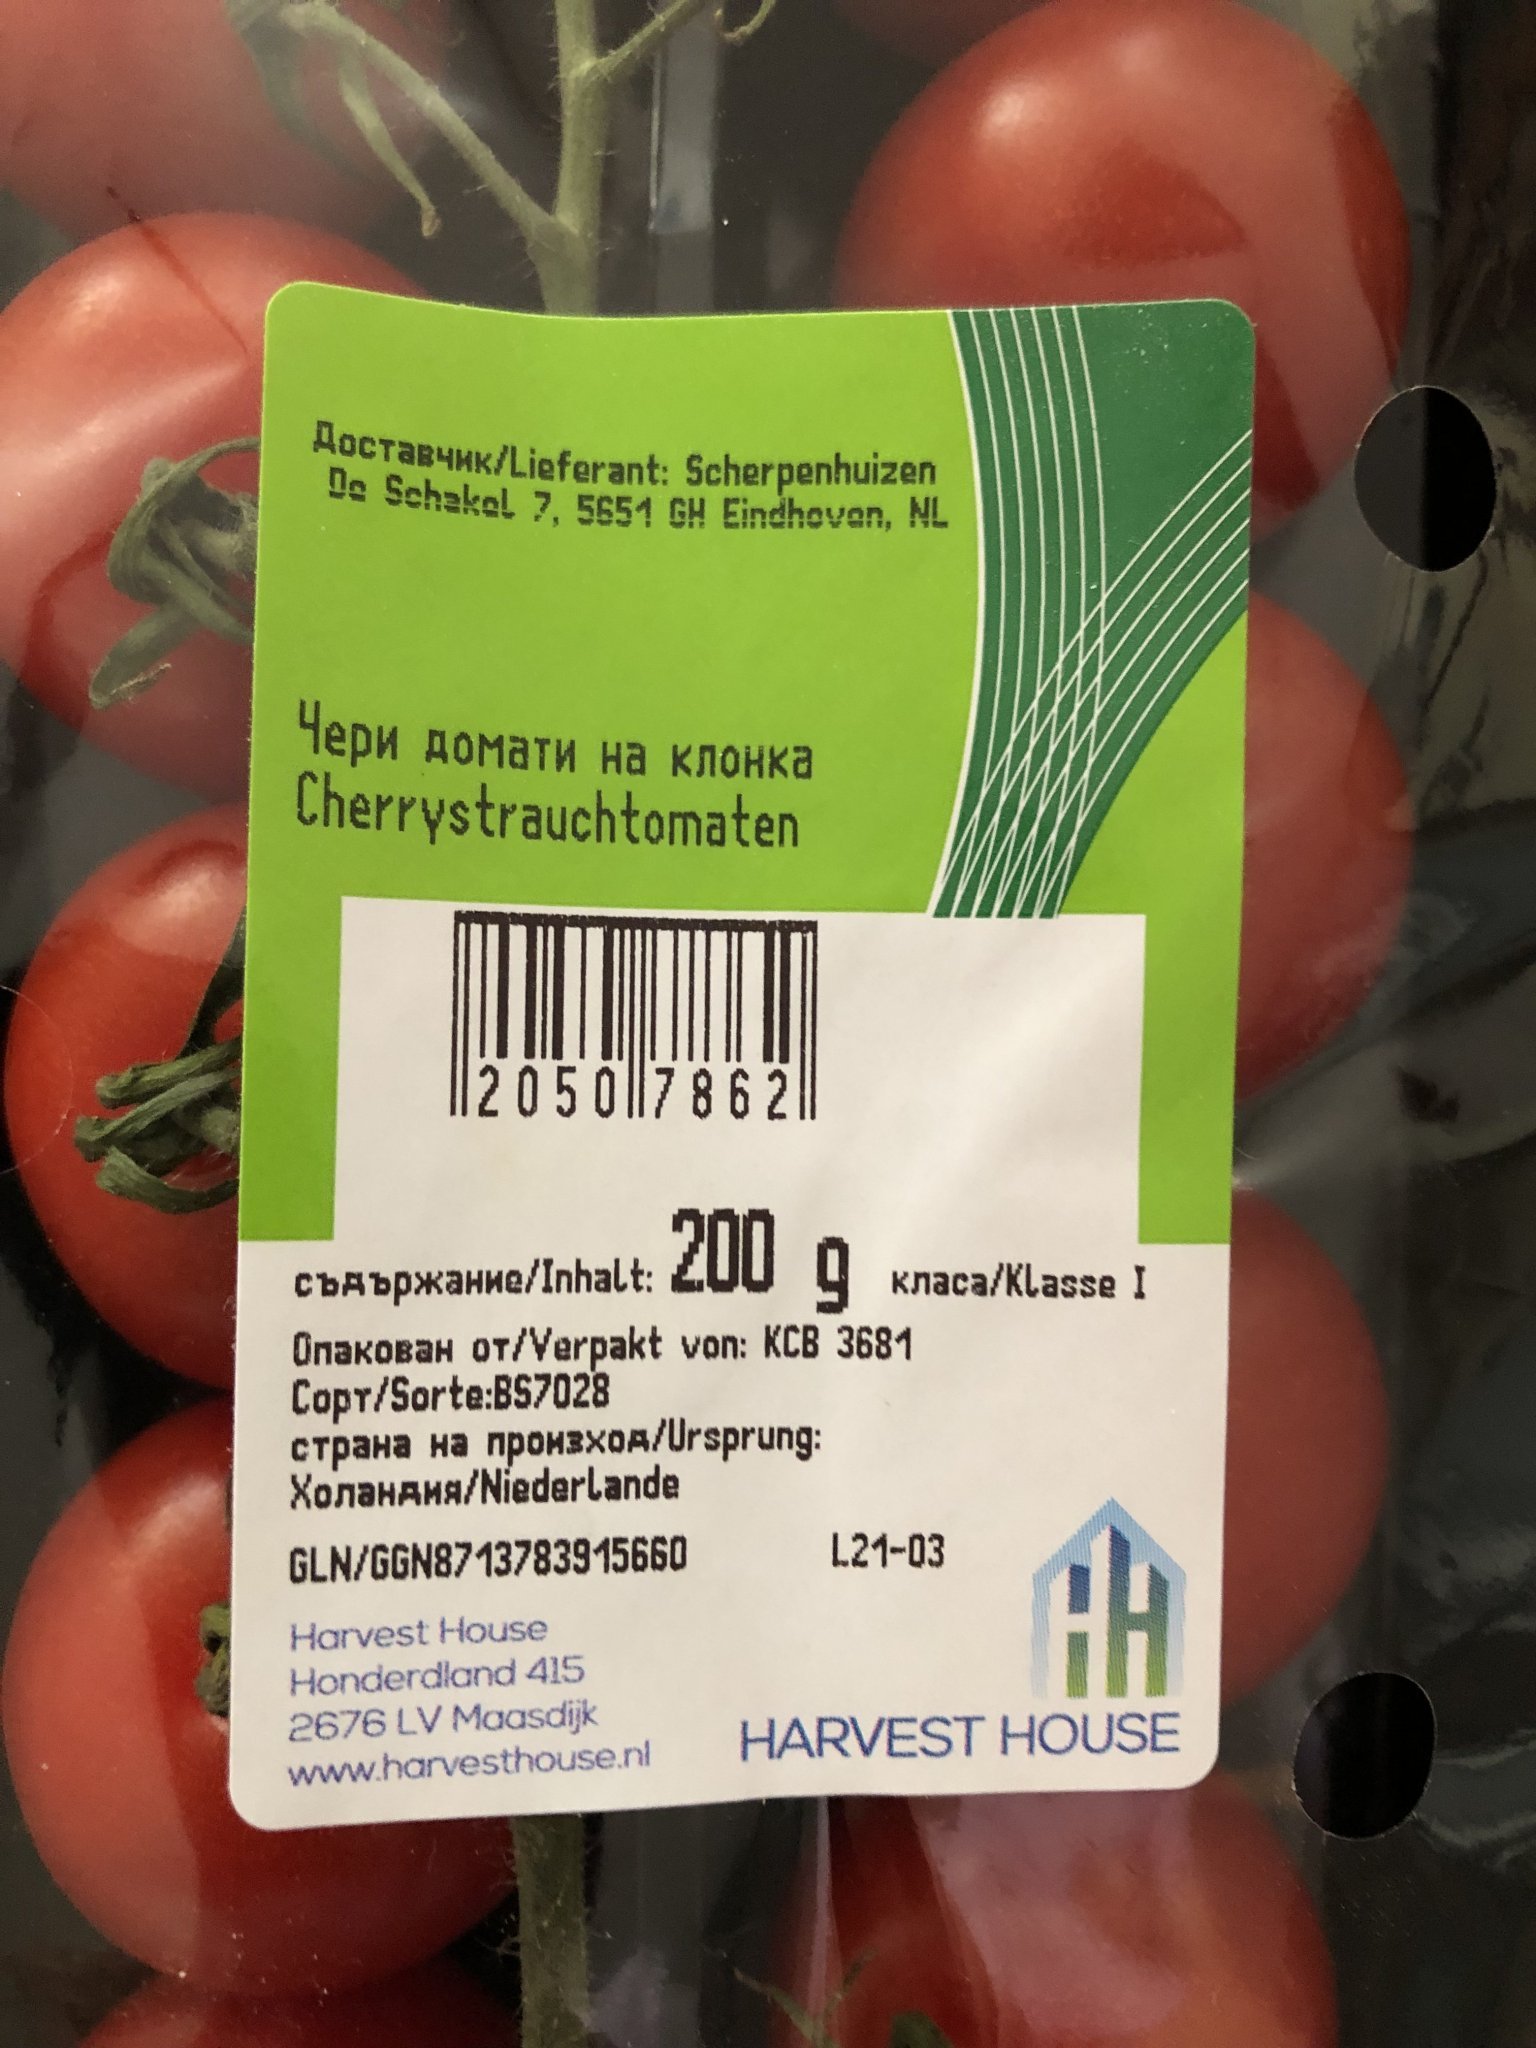 Доставчик/Lieferant: Scherpenhuizen
De Schakel 7, 5651 GH Eindhoven, NL
Чери домати на клонка
Cherrystrauchtomaten
2050 7862
съдържание/Inhalt: 200 g класа/Klasse I
Опакован от/Verpakt von: KCB 3681
Сорт/Sorte:BS7028
страна на произход/Ursprung:
Холандия/Niederlande
GLN/GGN8713783915660 L21-03
Harvest House
Honderdland 415
2676 LV Maasdijk
www.harvesthouse.nl
HARVEST HOUSE